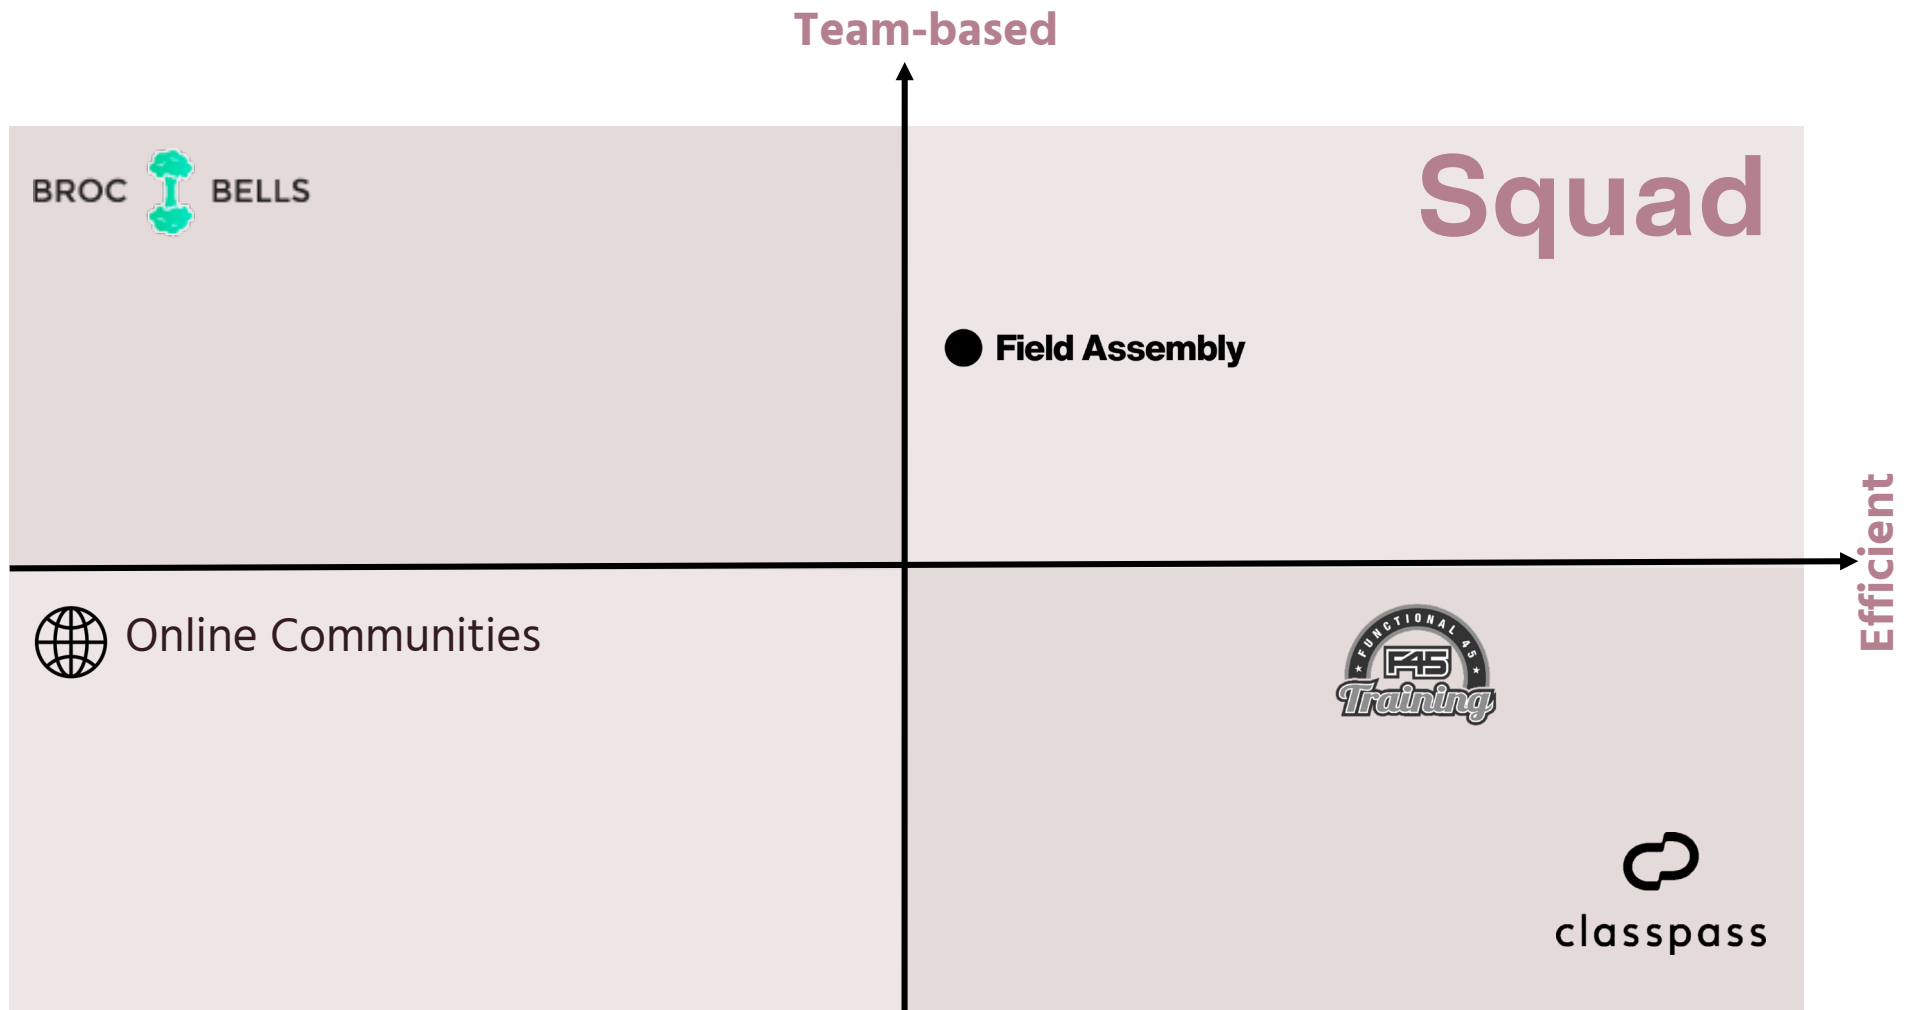 Team-based
BROC BELLS
Squad
Field Assembly
Efficient
Online Communities
FUNCTIONAL 45
F45
Training
classpass